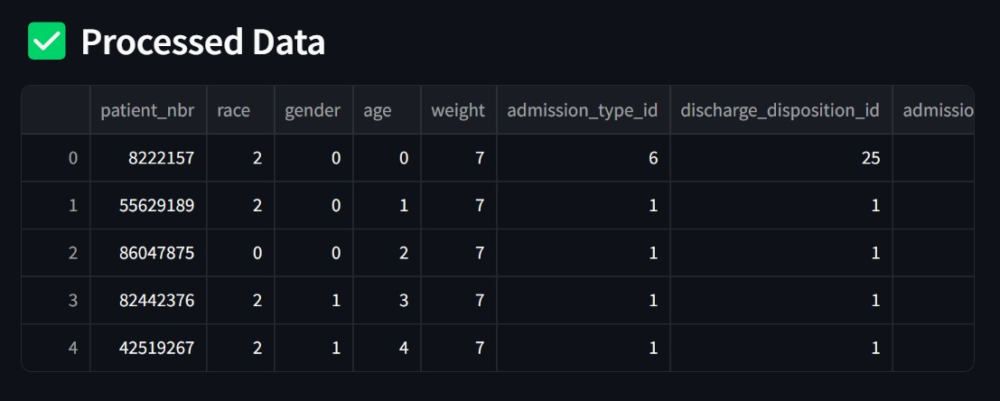 ✅ Processed Data
patient_nbr race gender age weight admission_type_id discharge_disposition_id admissio
0 8222157 2 0 0 7 6 25
1 55629189 2 0 1 7 1 1
2 86047875 0 0 2 7 1 1
3 82442376 2 1 3 7 1 1
4 42519267 2 1 4 7 1 1